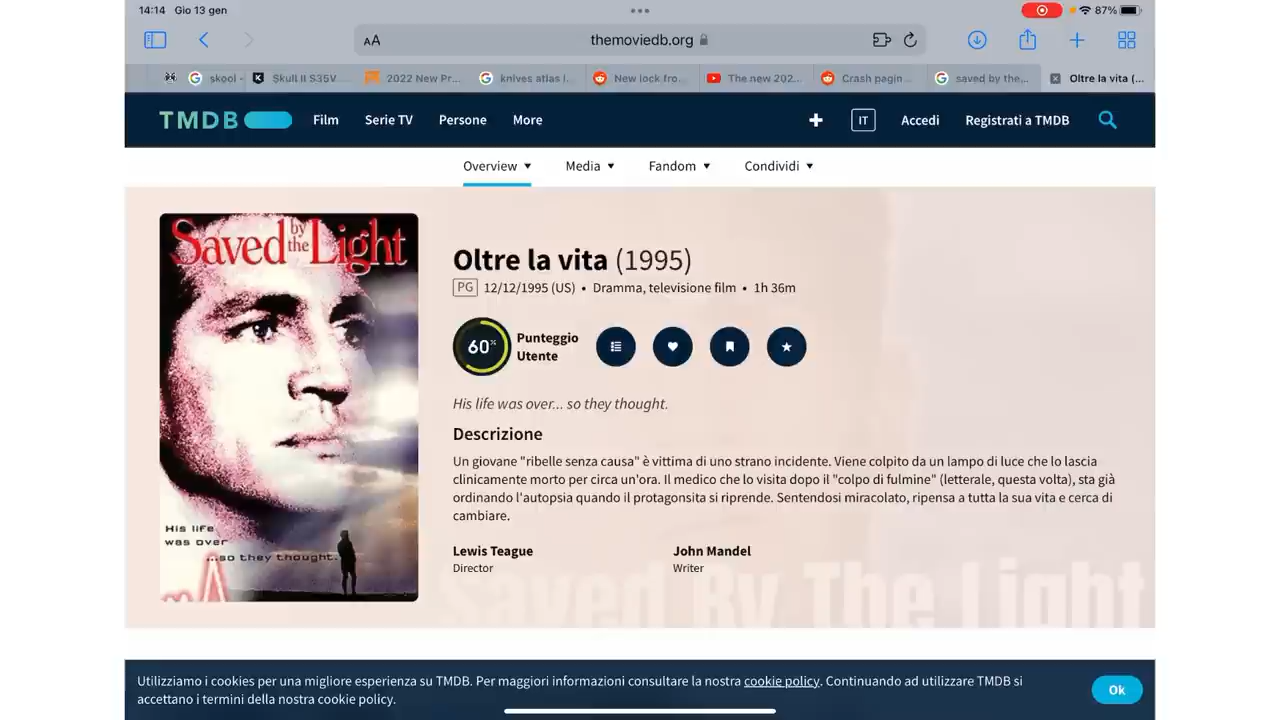 14:14 Gio 13 gen
87%
AA themoviedb.org
skool -
Skull II S35V...
2022 New Pr...
knives atlas l...
New lock fro...
The new 202...
Crash pagin...
saved by the...
Oltre la vita (...
TMDB Film Serie TV Persone More IT Accedi Registrati a TMDB
Overview Media Fandom Condividi
Saved by the Light
His life
was over
...so they thought.
Oltre la vita (1995)
PG 12/12/1995 (US) • Dramma, televisione film • 1h 36m
60% Punteggio
Utente
His life was over... so they thought.
Descrizione
Un giovane "ribelle senza causa" è vittima di uno strano incidente. Viene colpito da un lampo di luce che lo lascia
clinicamente morto per circa un'ora. Il medico che lo visita dopo il "colpo di fulmine" (letterale, questa volta), sta già
ordinando l'autopsia quando il protagonsita si riprende. Sentendosi miracolato, ripensa a tutta la sua vita e cerca di
cambiare.
Lewis Teague John Mandel
Director Writer
Saved By The Light
Utilizziamo i cookies per una migliore esperienza su TMDB. Per maggiori informazioni consultare la nostra cookie policy. Continuando ad utilizzare TMDB si
accettano i termini della nostra cookie policy.
Ok